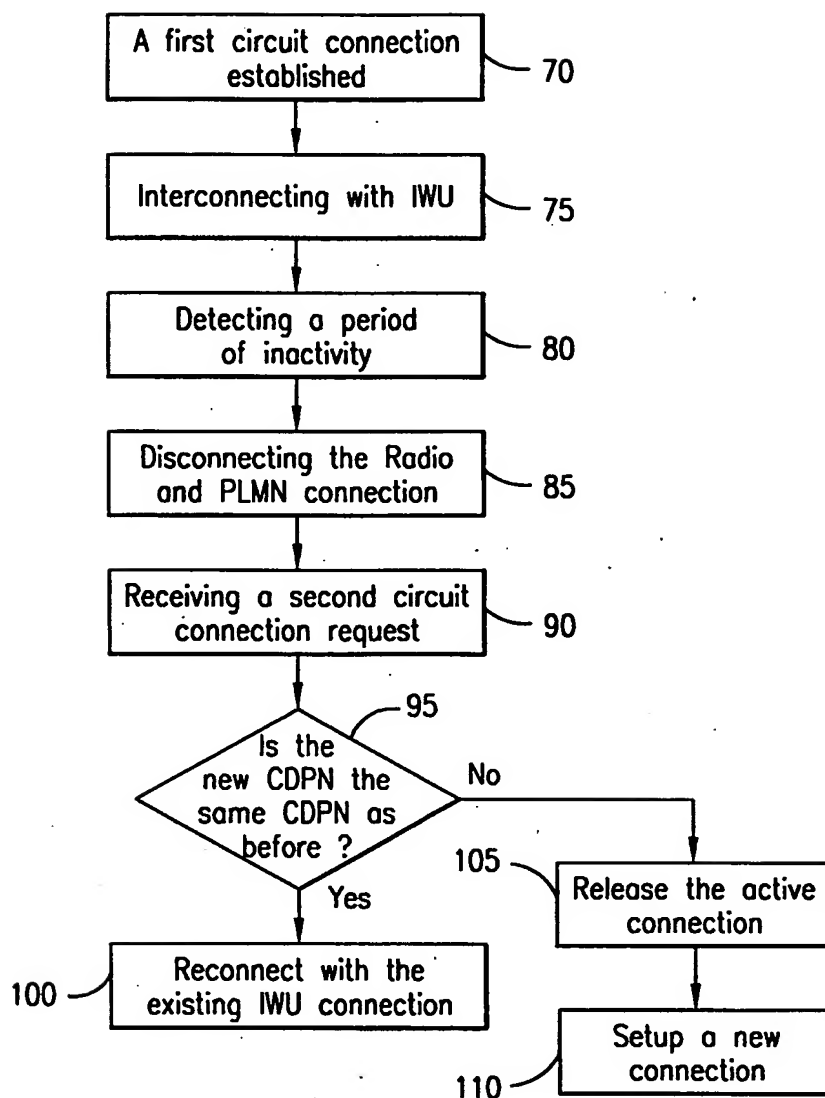 A first circuit connection
established
70
Interconnecting with IWU
75
Detecting a period
of inactivity
80
Disconnecting the Radio
and PLMN connection
85
Receiving a second circuit
connection request
90
95
Is the
new CDPN the
same CDPN as
before ?
No
Yes
105
Release the active
connection
100
Reconnect with the
existing IWU connection
Setup a new
connection
110